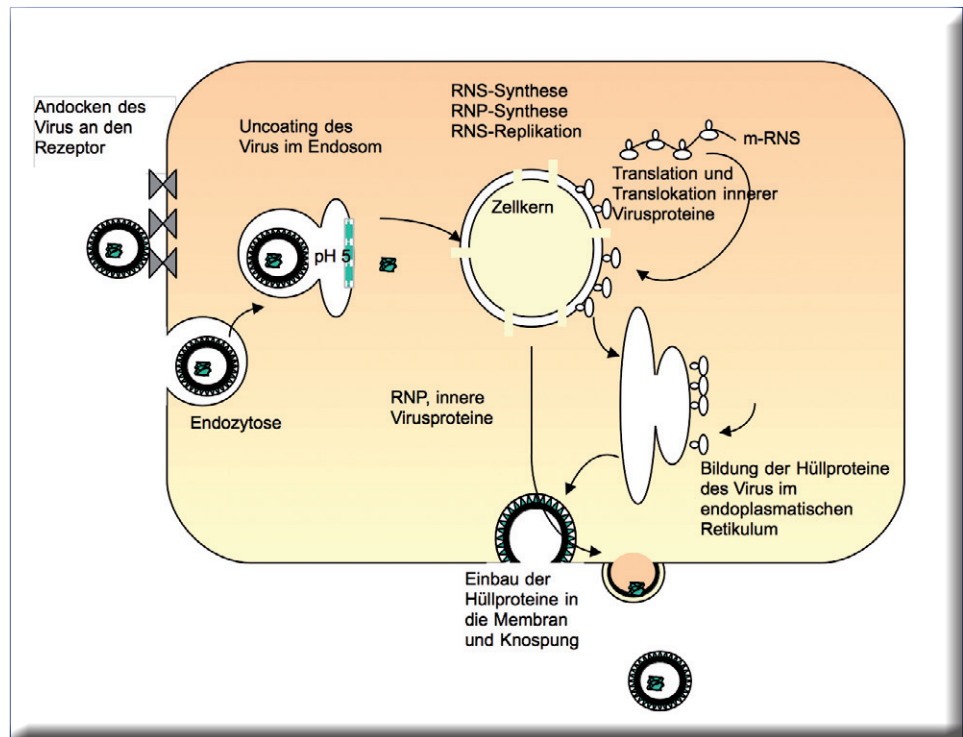 Andocken des
Virus an den
Rezeptor
Uncoating des
Virus im Endosom
RNS-Synthese
RNP-Synthese
RNS-Replikation
m-RNS
Translation und
Translokation innerer
Virusproteine
Zellkern
pH 5
Endozytose
RNP, innere
Virusproteine
Bildung der Hüllproteine
des Virus im
endoplasmatischen
Retikulum
Einbau der
Hüllproteine in
die Membran
und Knospung